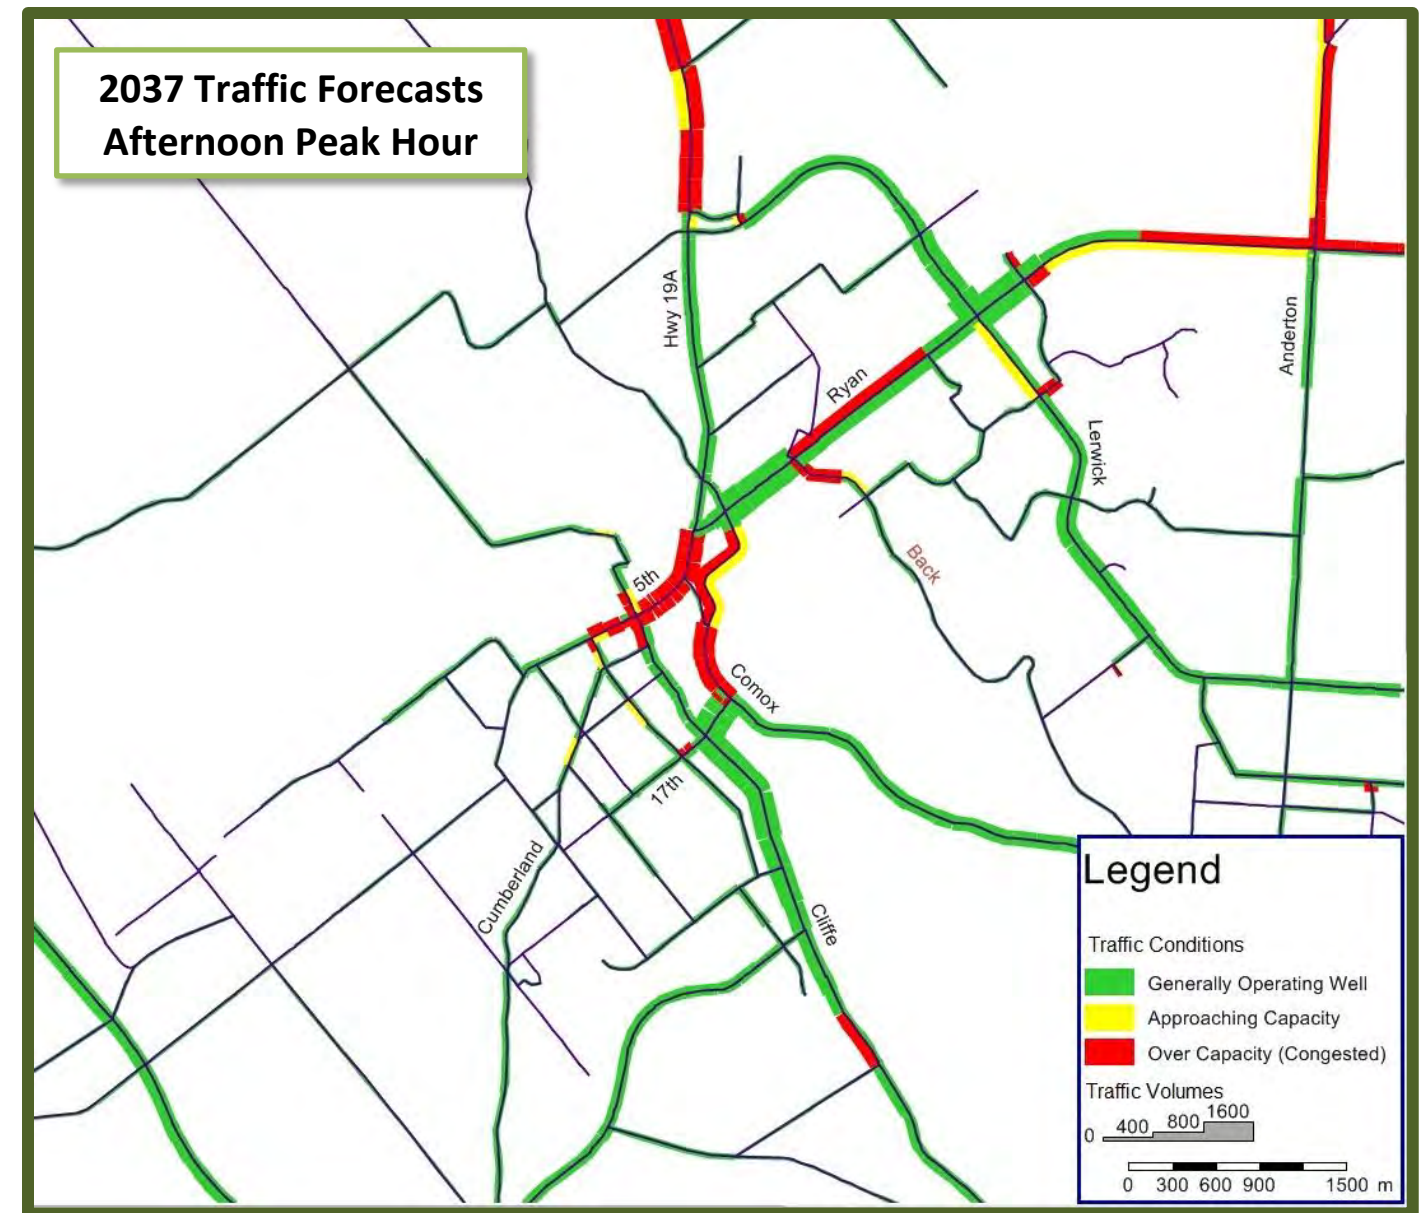 2037 Traffic Forecasts
Afternoon Peak Hour
Hwy 19A
Ryan
Anderton
Lerwick
Back
5th
Comox
17th
Cumberland
Cliffe
Legend
Traffic Conditions
Generally Operating Well
Approaching Capacity
Over Capacity (Congested)
Traffic Volumes
0 400 800 1600
0 300 600 900 1500 m